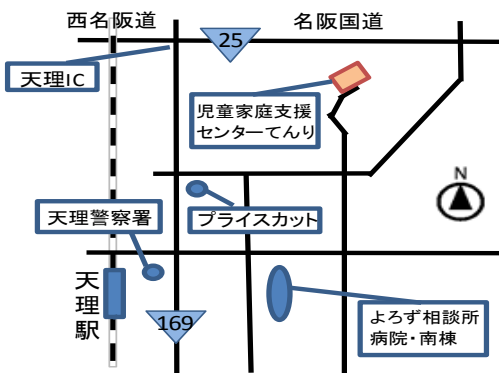 西名阪道
名阪国道
25
天理IC
児童家庭支援
センターてんり
N
プライスカット
天理警察署
天理駅
169
よろず相談所
病院・南棟